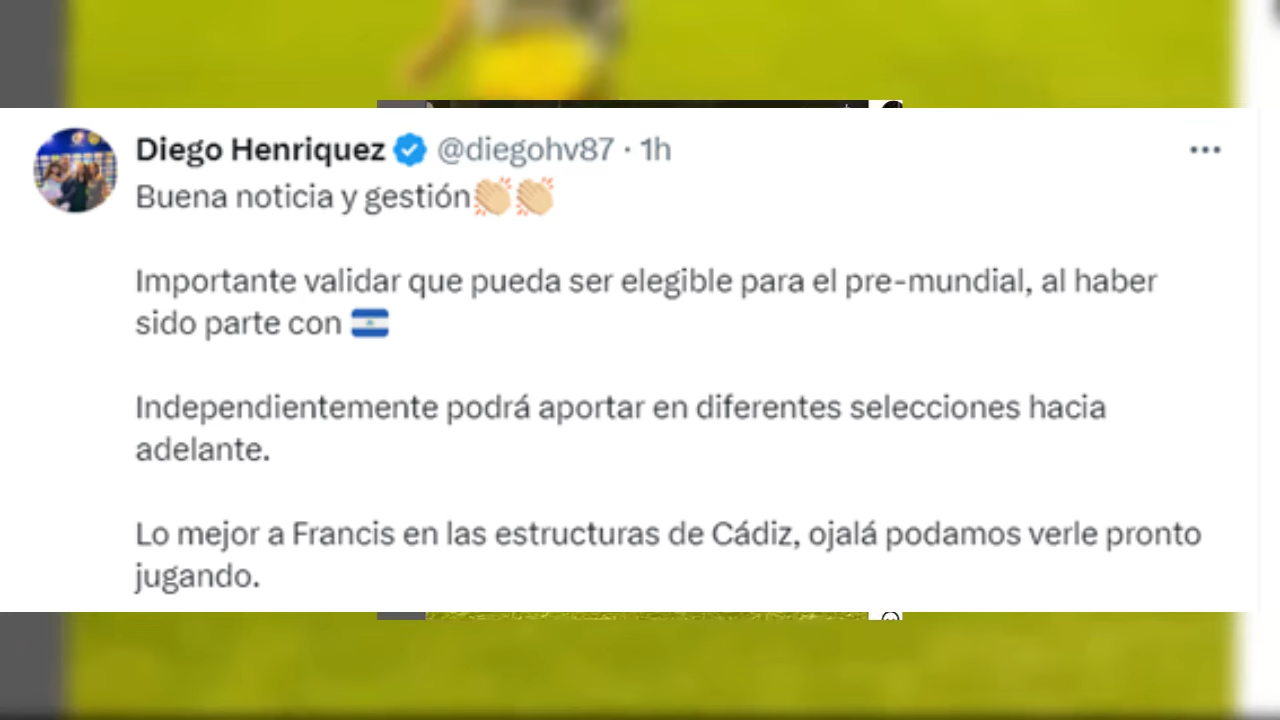 Diego Henriquez @diegohv87 · 1h
Buena noticia y gestión👏🏼👏🏼
Importante validar que pueda ser elegible para el pre-mundial, al haber
sido parte con 🇳🇮
Independientemente podrá aportar en diferentes selecciones hacia
adelante.
Lo mejor a Francis en las estructuras de Cádiz, ojalá podamos verle pronto
jugando.